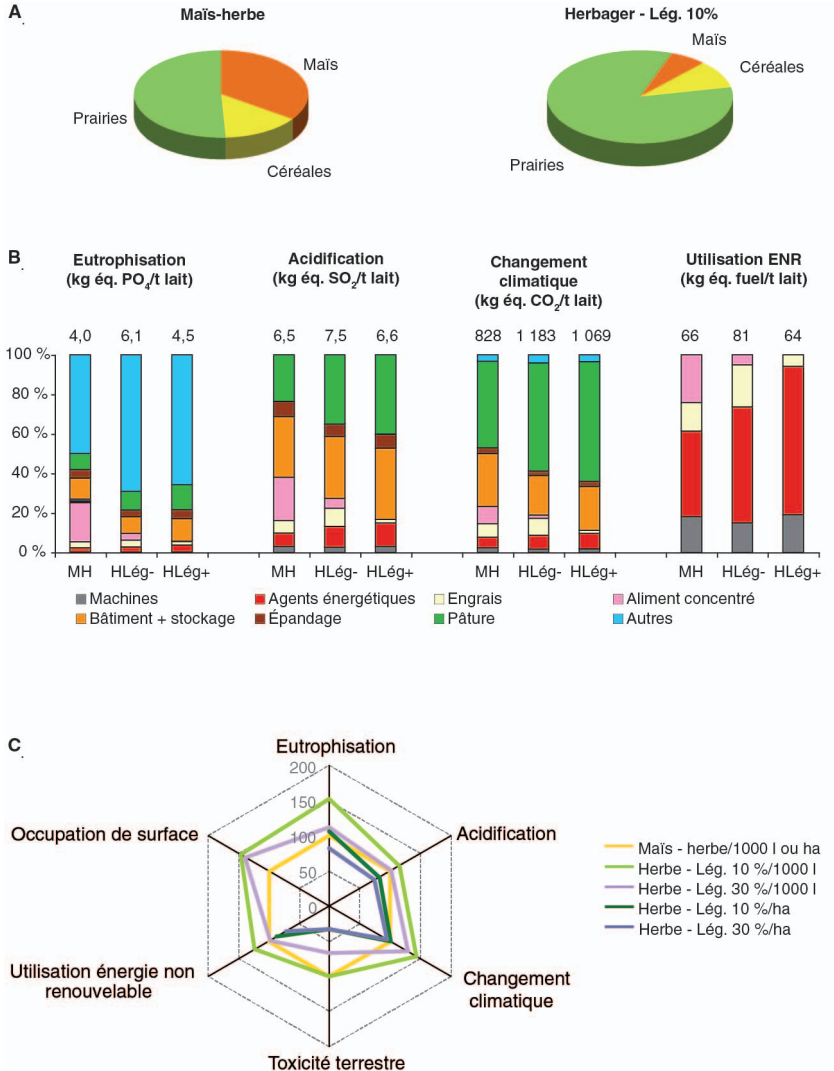 A.
Maïs-herbe
Herbager - Lég. 10%
Maïs
Prairies
Céréales
Maïs
Céréales
Prairies
B.
Eutrophisation
(kg éq. PO4/t lait)
Acidification
(kg éq. SO2/t lait)
Changement
climatique
(kg éq. CO2/t lait)
Utilisation ENR
(kg éq. fuel/t lait)
4,0 6,1 4,5
6,5 7,5 6,6
828 1 183 1 069
66 81 64
100 %
80 %
60 %
40 %
20 %
0 %
MH HLég- HLég+
MH HLég- HLég+
MH HLég- HLég+
MH HLég- HLég+
Machines
Agents énergétiques
Engrais
Aliment concentré
Bâtiment + stockage
Épandage
Pâture
Autres
C.
Eutrophisation
200
150
100
50
0
Occupation de surface
Acidification
Utilisation énergie non
renouvelable
Changement
climatique
Toxicité terrestre
Maïs - herbe/1000 l ou ha
Herbe - Lég. 10 %/1000 l
Herbe - Lég. 30 %/1000 l
Herbe - Lég. 10 %/ha
Herbe - Lég. 30 %/ha